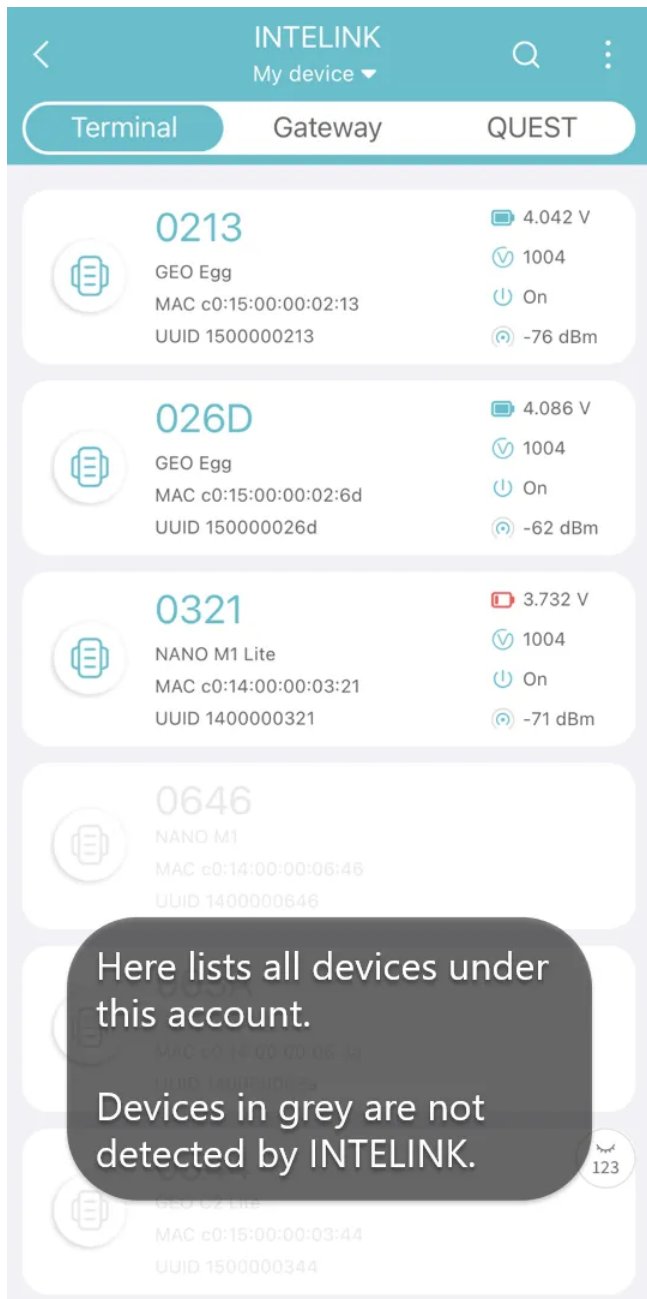 INTELINK
My device
Terminal Gateway QUEST
0213
GEO Egg
MAC c0:15:00:00:02:13
UUID 1500000213
4.042 V
1004
On
-76 dBm
026D
GEO Egg
MAC c0:15:00:00:02:6d
UUID 150000026d
4.086 V
1004
On
-62 dBm
0321
NANO M1 Lite
MAC c0:14:00:00:03:21
UUID 1400000321
3.732 V
1004
On
-71 dBm
0646
NANO M1
MAC c0:14:00:00:06:46
UUID 1400000646
Here lists all devices under
this account.
Devices in grey are not
detected by INTELINK.
123
GEO C2 Lite
MAC c0:15:00:00:03:44
UUID 1500000344